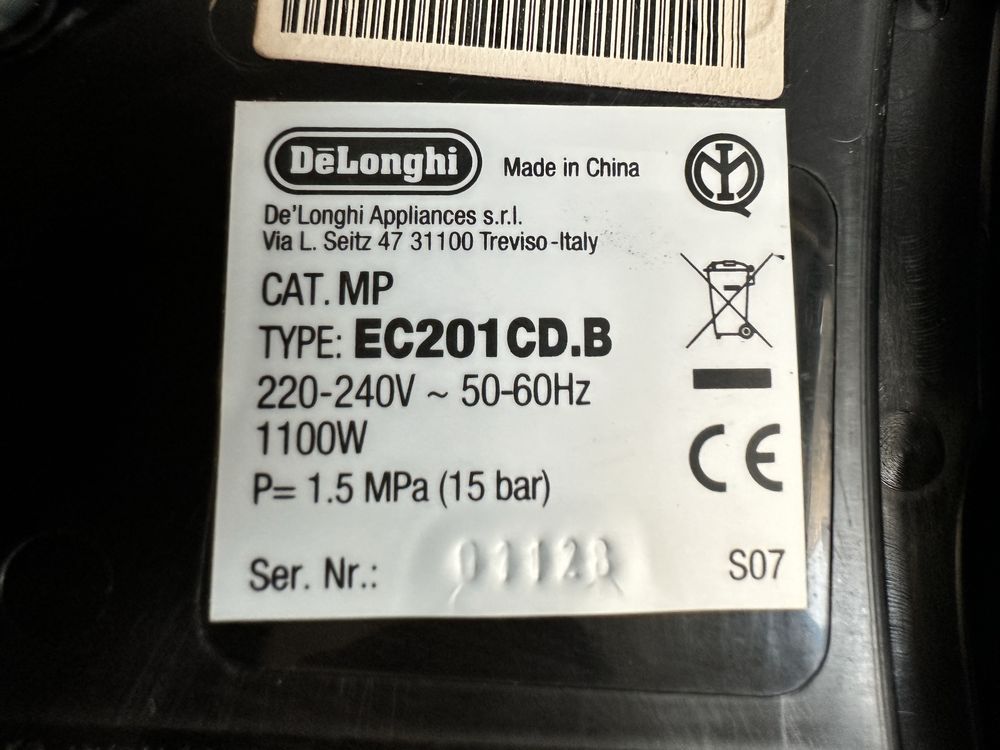 DēLonghi
Made in China
De'Longhi Appliances s.r.l.
Via L. Seitz 47 31100 Treviso-Italy
CAT. MP
TYPE: EC201CD.B
220-240V ~ 50-60Hz
1100W
P= 1.5 MPa (15 bar)
CE
Ser. Nr.: 01128
S07